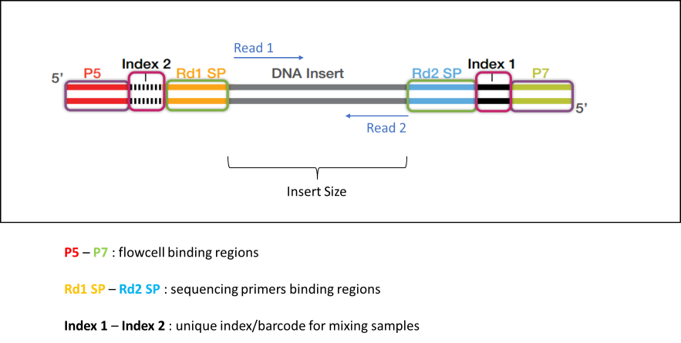 Read 1
Index 2
Index 1
5’
P5
Rd1 SP
DNA Insert
Rd2 SP
P7
5’
Read 2
Insert Size
P5 – P7 : flowcell binding regions
Rd1 SP – Rd2 SP : sequencing primers binding regions
Index 1 – Index 2 : unique index/barcode for mixing samples